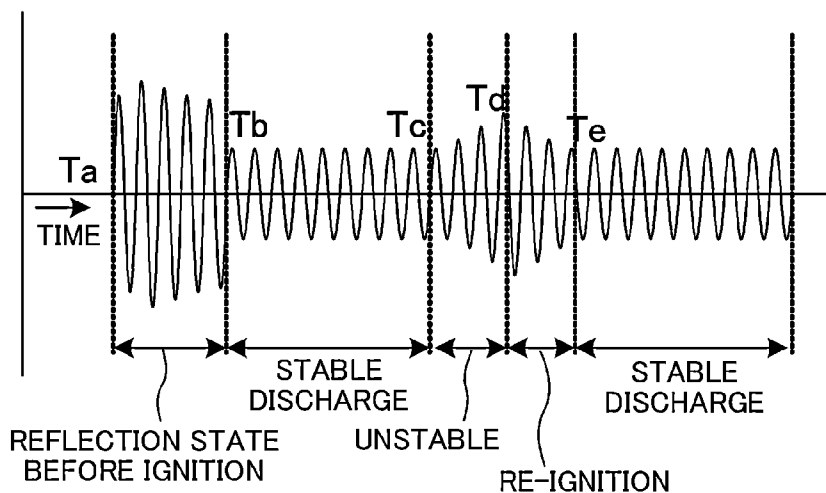 Ta
Tb
Tc
Td
Te
TIME
STABLE
DISCHARGE
STABLE
DISCHARGE
REFLECTION STATE
BEFORE IGNITION
UNSTABLE
RE-IGNITION